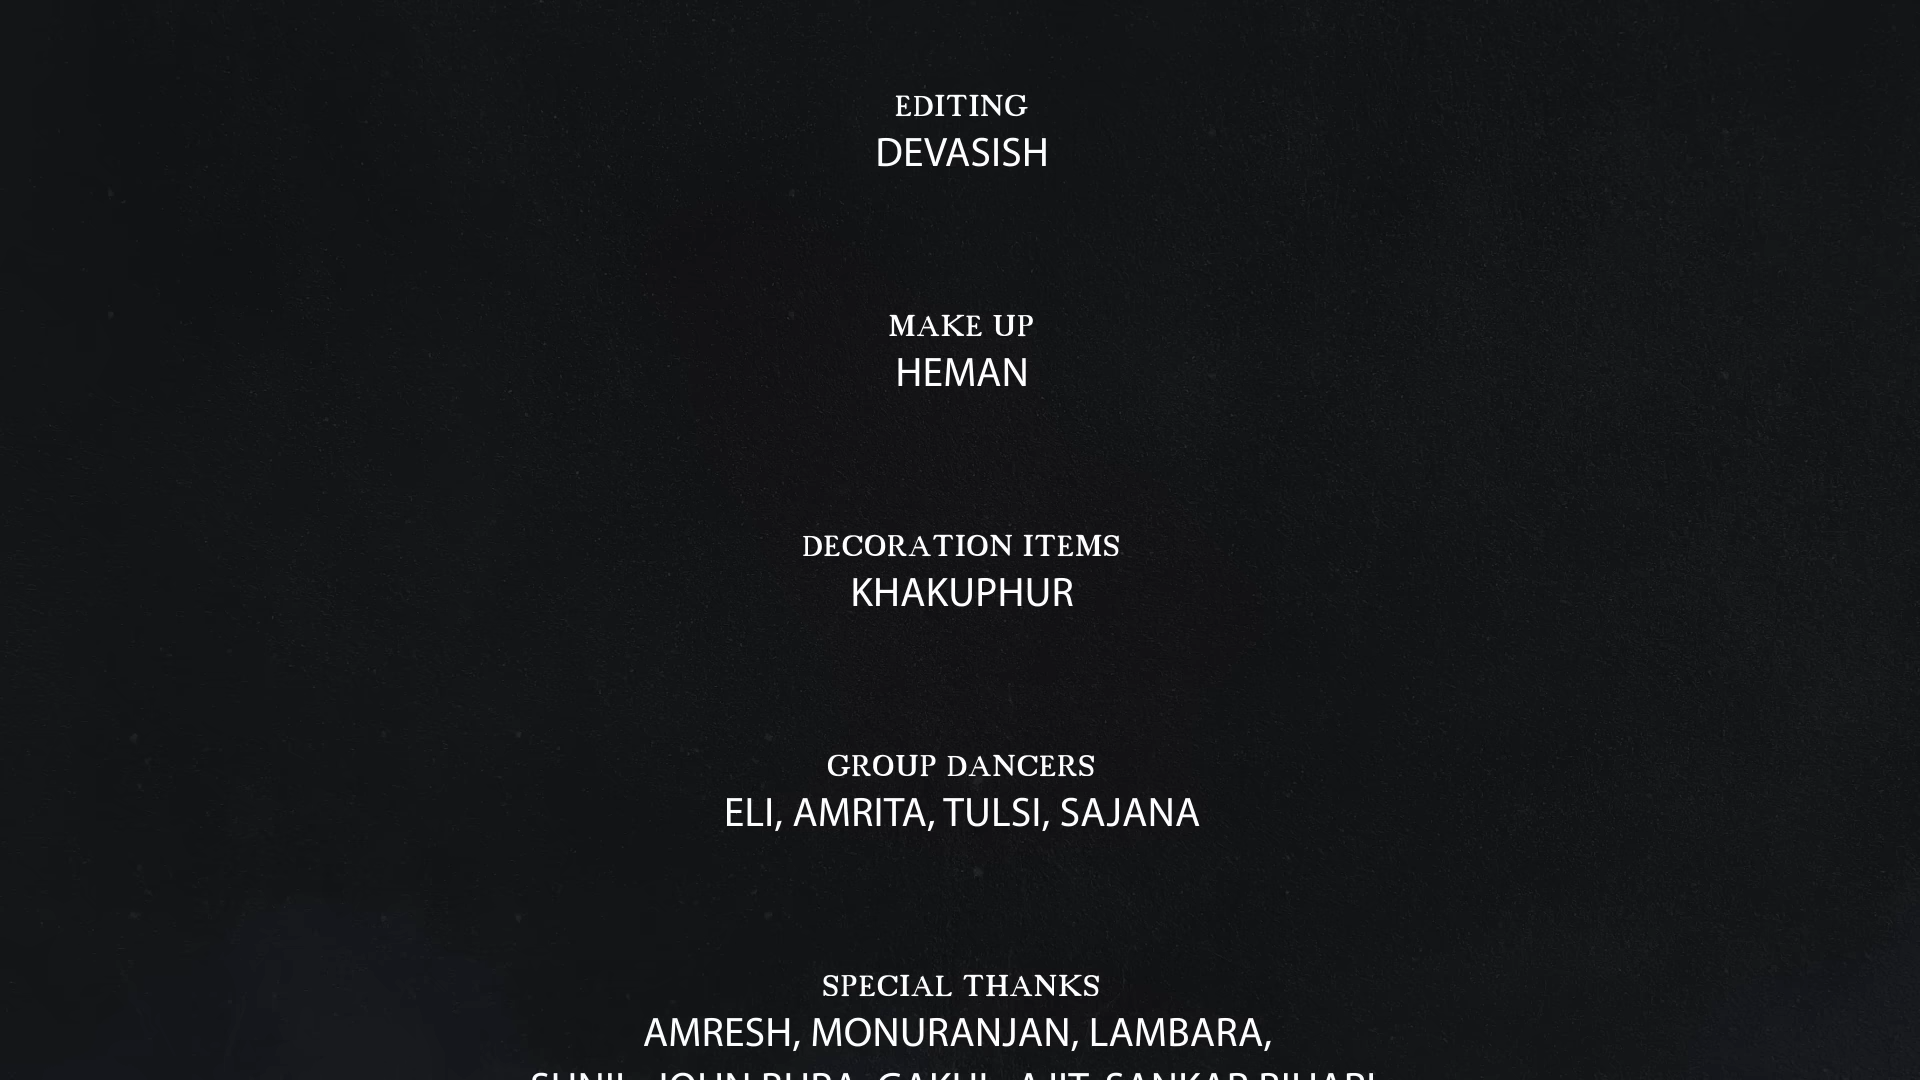 EDITING
DEVASISH
MAKE UP
HEMAN
DECORATION ITEMS
KHAKUPHUR
GROUP DANCERS
ELI, AMRITA, TULSI, SAJANA
SPECIAL THANKS
AMRESH, MONURANJAN, LAMBARA,